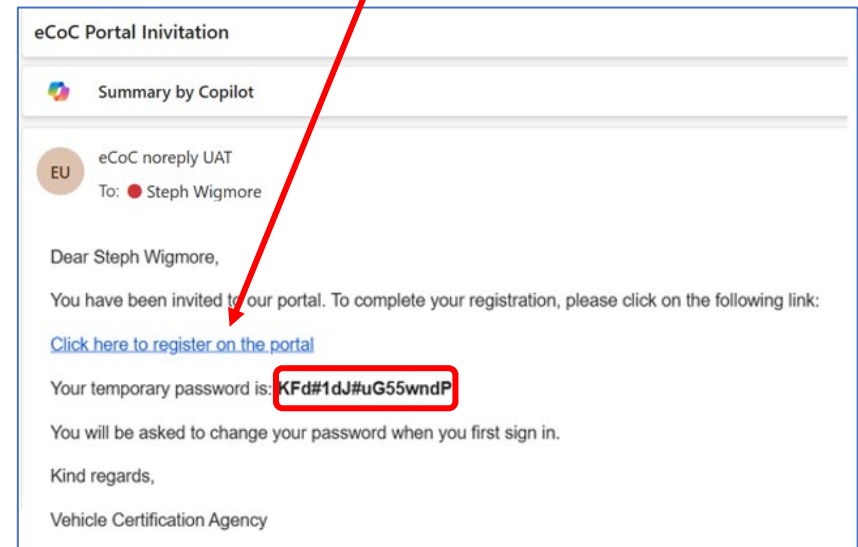 eCoC Portal Inivitation
Summary by Copilot
EU
eCoC noreply UAT
To: Steph Wigmore
Dear Steph Wigmore,
You have been invited to our portal. To complete your registration, please click on the following link:
Click here to register on the portal
Your temporary password is: KFd#1dJ#uG55wndP
You will be asked to change your password when you first sign in.
Kind regards,
Vehicle Certification Agency